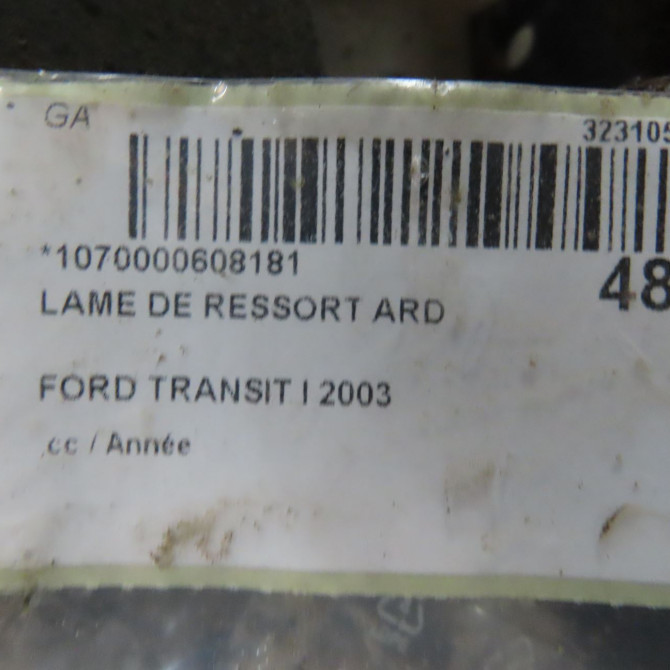 GA
323105
*1070000608181
48
LAME DE RESSORT ARD
FORD TRANSIT I 2003
cc / Année